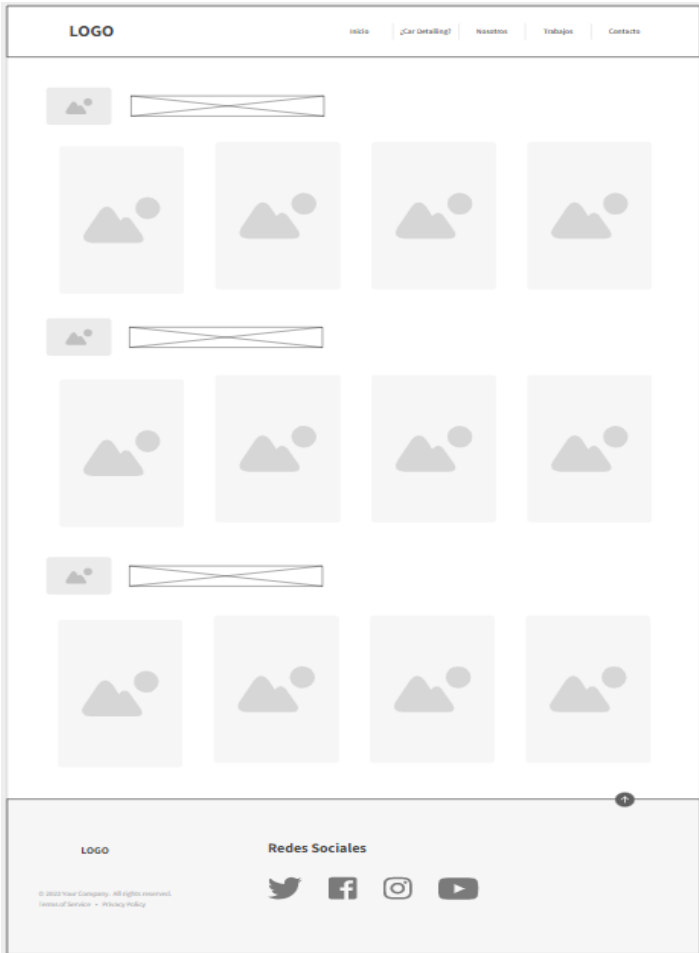 LOGO
Inicio
¿Car Detailing?
Nosotros
Trabajos
Contacto
LOGO
Redes Sociales
© 2022 Your Company. All rights reserved.
Terms of Service • Privacy Policy